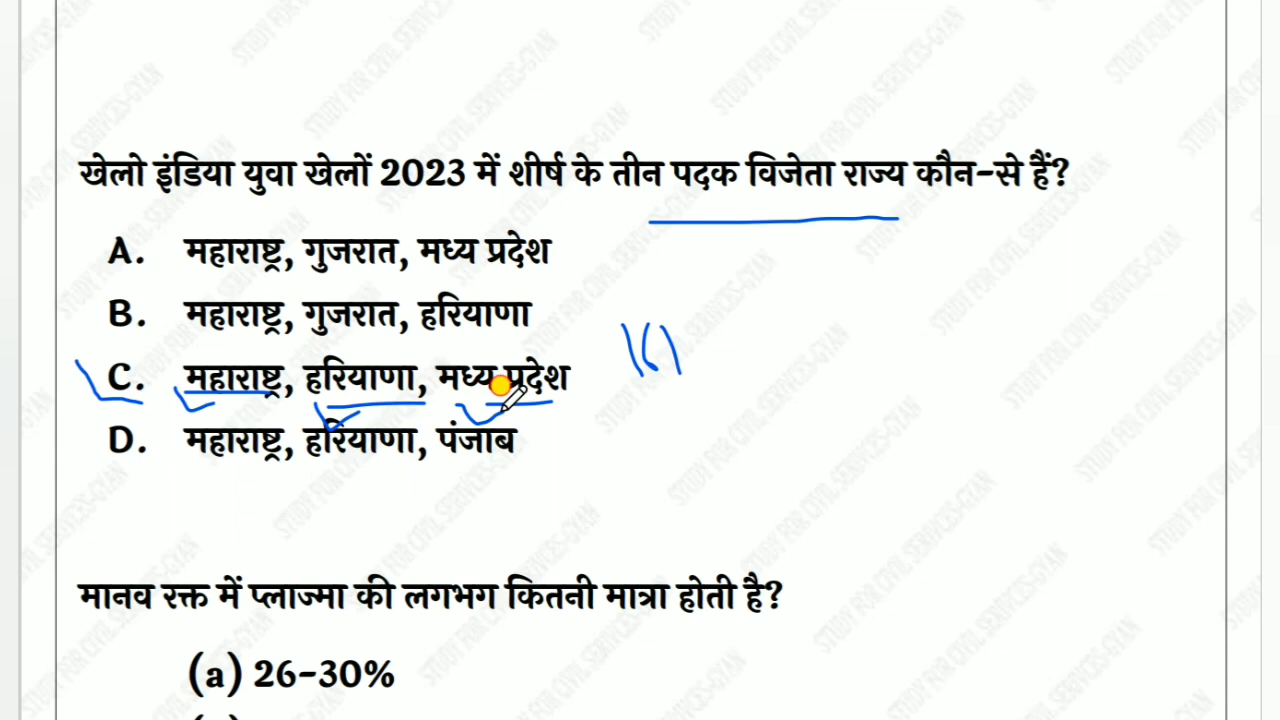 खेलो इंडिया युवा खेलों 2023 में शीर्ष के तीन पदक विजेता राज्य कौन-से हैं?
A. महाराष्ट्र, गुजरात, मध्य प्रदेश
B. महाराष्ट्र, गुजरात, हरियाणा
C. महाराष्ट्र, हरियाणा, मध्य प्रदेश
D. महाराष्ट्र, हरियाणा, पंजाब
मानव रक्त में प्लाज्मा की लगभग कितनी मात्रा होती है?
(a) 26-30%